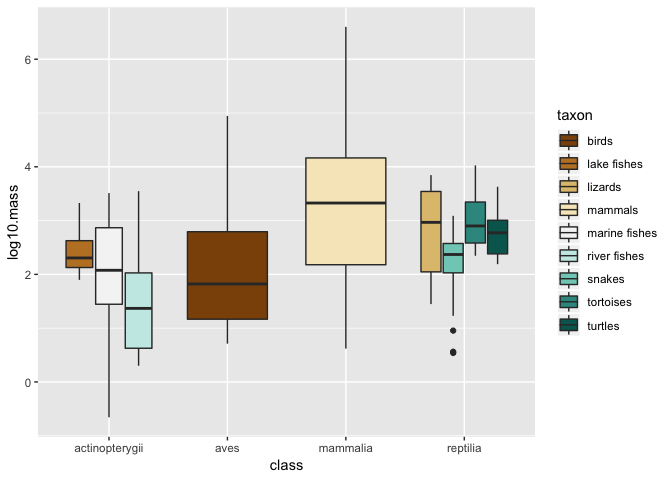 log10.mass
6
4
2
0
actinopterygii aves mammalia reptilia
class
taxon
birds
lake fishes
lizards
mammals
marine fishes
river fishes
snakes
tortoises
turtles